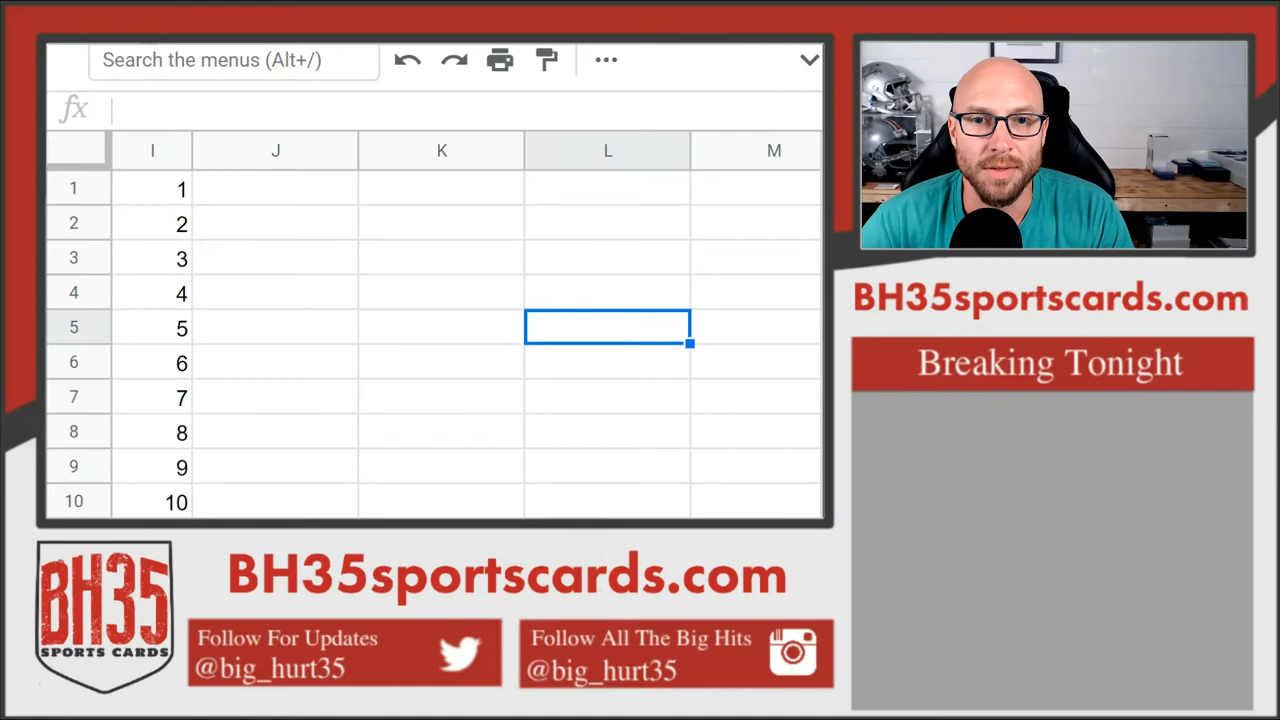 Search the menus (Alt+/)
fx
I J K L M
1 1
2 2
3 3
4 4
5 5
6 6
7 7
8 8
9 9
10 10
BH35sportscards.com
Breaking Tonight
BH35
SPORTS CARDS
BH35sportscards.com
Follow For Updates
@big_hurt35
Follow All The Big Hits
@big_hurt35